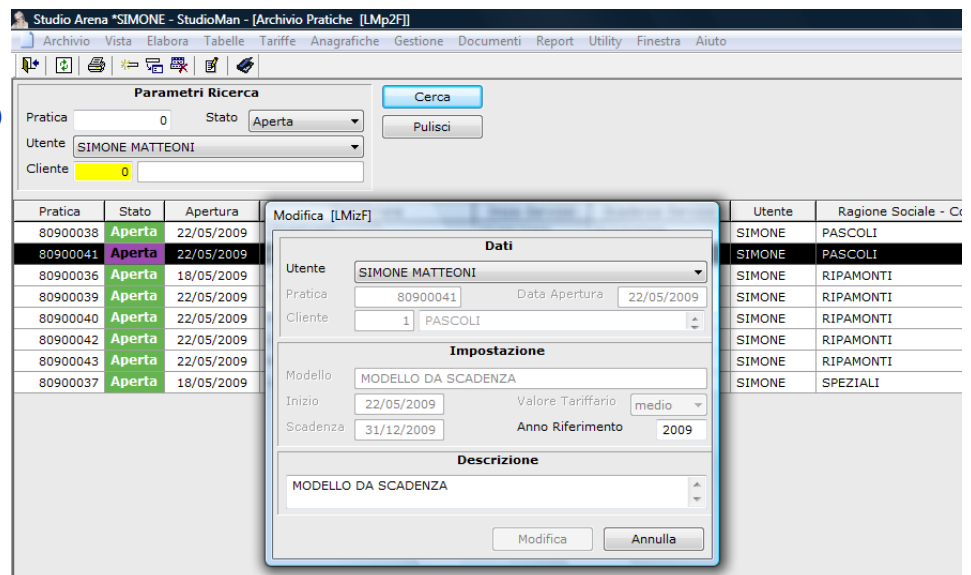 Studio Arena *SIMONE - StudioMan - [Archivio Pratiche [LMp2F]]
Archivio Vista Elabora Tabelle Tariffe Anagrafiche Gestione Documenti Report Utility Finestra Aiuto
Parametri Ricerca
Pratica 0 Stato Aperta
Utente SIMONE MATTEONI
Cliente 0
Cerca
Pulisci
Pratica Stato Apertura Utente Ragione Sociale - Co
80900038 Aperta 22/05/2009 SIMONE PASCOLI
80900041 Aperta 22/05/2009 SIMONE PASCOLI
80900036 Aperta 18/05/2009 SIMONE RIPAMONTI
80900039 Aperta 22/05/2009 SIMONE RIPAMONTI
80900040 Aperta 22/05/2009 SIMONE RIPAMONTI
80900042 Aperta 22/05/2009 SIMONE RIPAMONTI
80900043 Aperta 22/05/2009 SIMONE RIPAMONTI
80900037 Aperta 18/05/2009 SIMONE SPEZIALI
Modifica [LMizF]
Dati
Utente SIMONE MATTEONI
Pratica 80900041 Data Apertura 22/05/2009
Cliente 1 PASCOLI
Impostazione
Modello MODELLO DA SCADENZA
Inizio 22/05/2009 Valore Tariffario medio
Scadenza 31/12/2009 Anno Riferimento 2009
Descrizione
MODELLO DA SCADENZA
Modifica Annulla